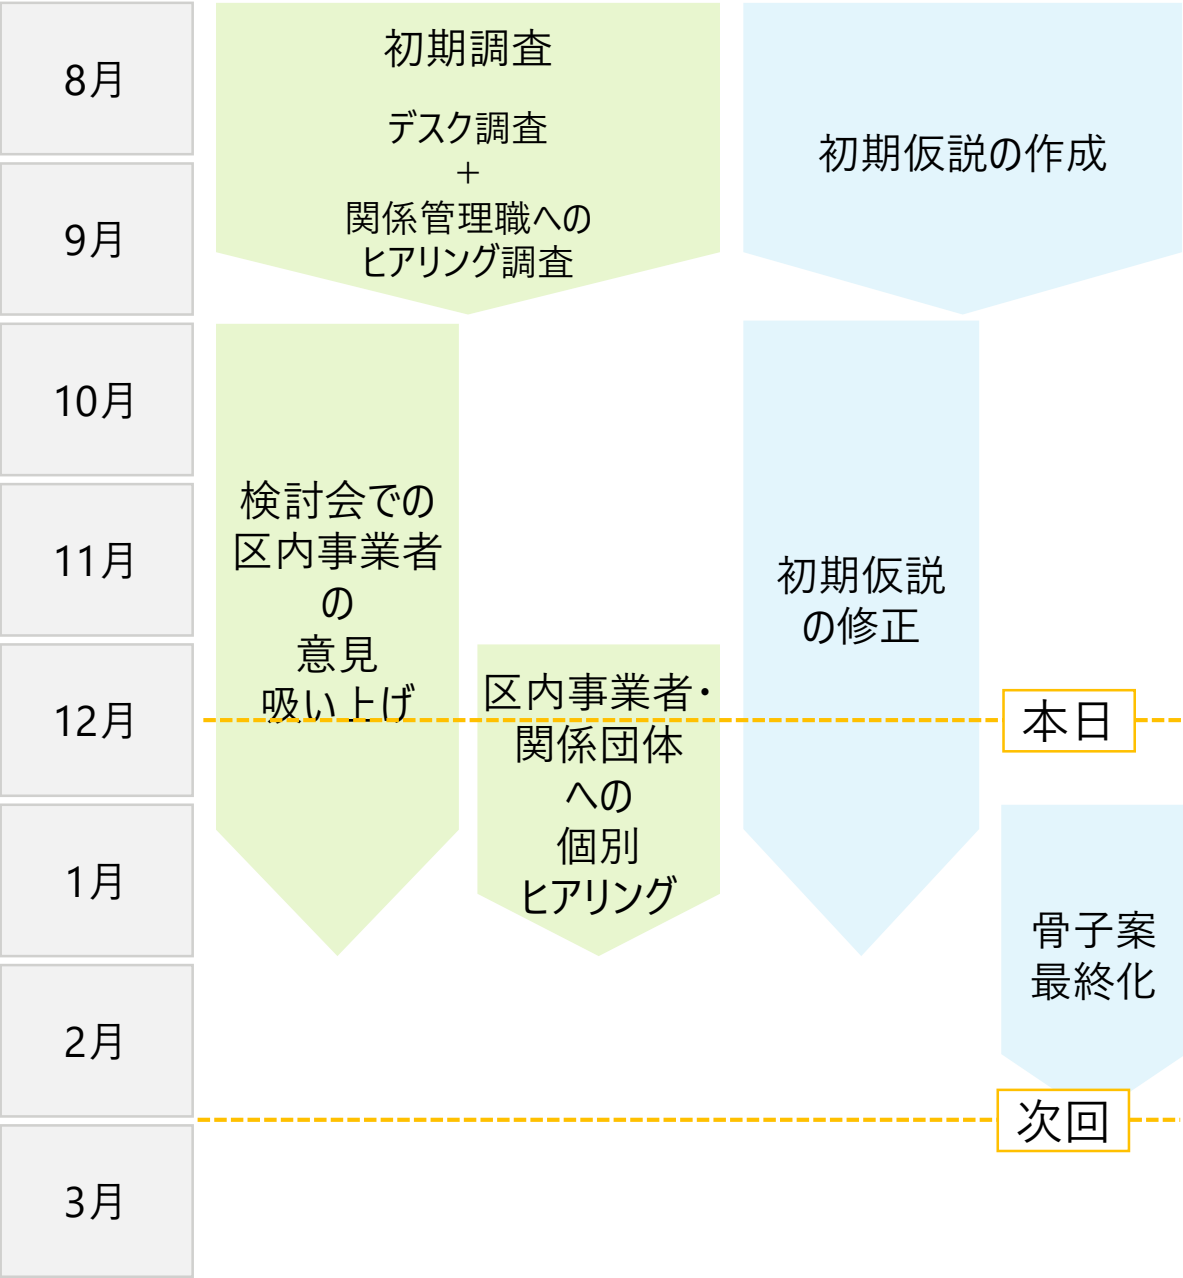 8月
9月
10月
11月
12月
1月
2月
3月
初期調査
デスク調査
+
関係管理職への
ヒアリング調査
初期仮説の作成
検討会での
区内事業者
の
意見
吸い上げ
区内事業者・
関係団体
への
個別
ヒアリング
初期仮説
の修正
本日
骨子案
最終化
次回